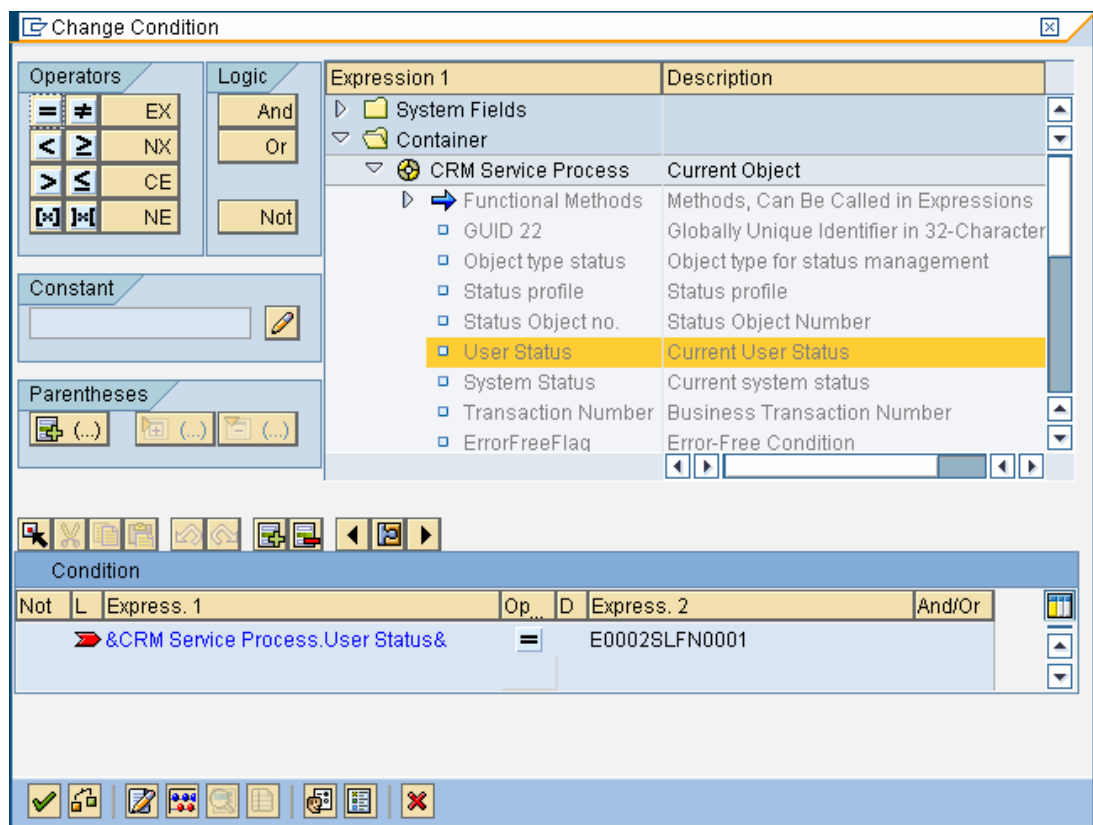 Change Condition
Operators
Logic
Expression 1
Description
= ≠ EX
And
System Fields
< ≥ NX
Or
Container
> ≤ CE
CRM Service Process
Current Object
NE
Not
Functional Methods
Methods, Can Be Called in Expressions
GUID 22
Globally Unique Identifier in 32-Character
Object type status
Object type for status management
Constant
Status profile
Status profile
Status Object no.
Status Object Number
User Status
Current User Status
System Status
Current system status
Parentheses
Transaction Number
Business Transaction Number
(...) (...) (...)
ErrorFreeFlag
Error-Free Condition
Condition
Not L Express. 1 Op... D Express. 2 And/Or
&CRM Service Process.User Status& = E0002SLFN0001